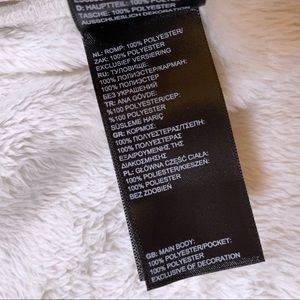 D: HAUPTTEIL: 100% POLYESTER/
TASCHE: 100% POLYESTER
AUSSCHLIESSLICH DEKORATION
NL: ROMP: 100% POLYESTER/
ZAK: 100% POLYESTER
EXCLUSIEF VERSIERING
RU: ТУЛОВИЩЕ:
100% ПОЛИЭСТЕР/КАРМАН:
100% ПОЛИЭСТЕР
БЕЗ УКРАШЕНИЙ
TR: ANA GÖVDE:
%100 POLYESTER/CEP:
%100 POLYESTER
SÜSLEME HARİÇ
GR: ΚΟΡΜΟΣ:
100% ΠΟΛΥΕΣΤΕΡΑΣ/ΤΣΕΠΗ:
100% ΠΟΛΥΕΣΤΕΡΑΣ
ΕΞΑΙΡΟΥΜΕΝΗΣ ΤΗΣ
ΔΙΑΚΟΣΜΗΣΗΣ
PL: GŁÓWNA CZĘŚĆ CIAŁA:
100% POLIESTER/KIESZEŃ:
100% POLIESTER
BEZ ZDOBIEŃ
GB: MAIN BODY:
100% POLYESTER/POCKET:
100% POLYESTER
EXCLUSIVE OF DECORATION